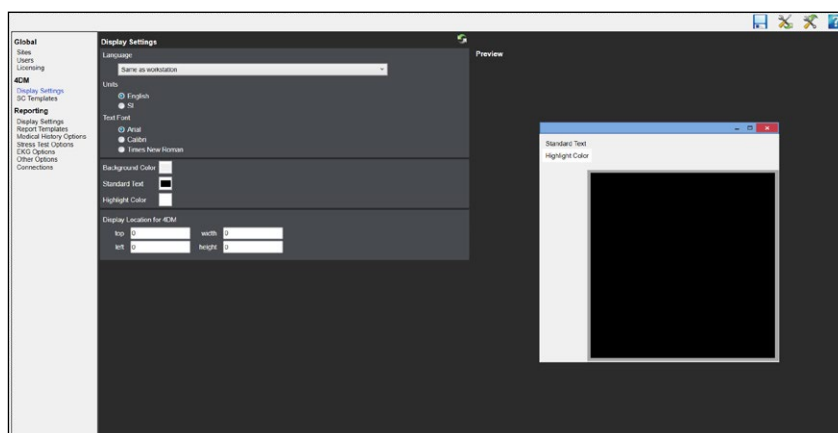 Global
Sites
Users
Licensing
4DM
Display Settings
SC Templates
Reporting
Display Settings
Report Templates
Medical History Options
Stress Test Options
EKG Options
Other Options
Connections
Display Settings
Language
Same as workstation
Units
English
SI
Text Font
Arial
Calibri
Times New Roman
Background Color
Standard Text
Highlight Color
Display Location for 4DM
top 0 width 0
left 0 height 0
Preview
Standard Text
Highlight Color